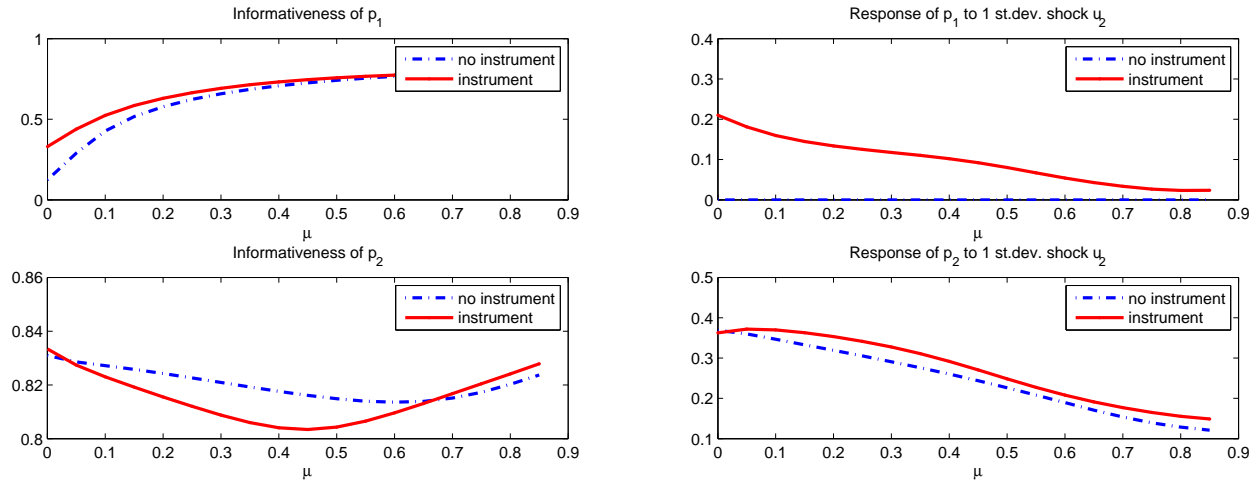 Informativeness of p1
1
0.5
0
0 0.1 0.2 0.3 0.4 0.5 0.6 0.7 0.8 0.9
μ
no instrument
instrument
Response of p1 to 1 st.dev. shock u2
0.4
0.3
0.2
0.1
0
0 0.1 0.2 0.3 0.4 0.5 0.6 0.7 0.8 0.9
μ
no instrument
instrument
Informativeness of p2
0.86
0.84
0.82
0.8
0 0.1 0.2 0.3 0.4 0.5 0.6 0.7 0.8 0.9
μ
no instrument
instrument
Response of p2 to 1 st.dev. shock u2
0.5
0.4
0.3
0.2
0.1
0 0.1 0.2 0.3 0.4 0.5 0.6 0.7 0.8 0.9
μ
no instrument
instrument